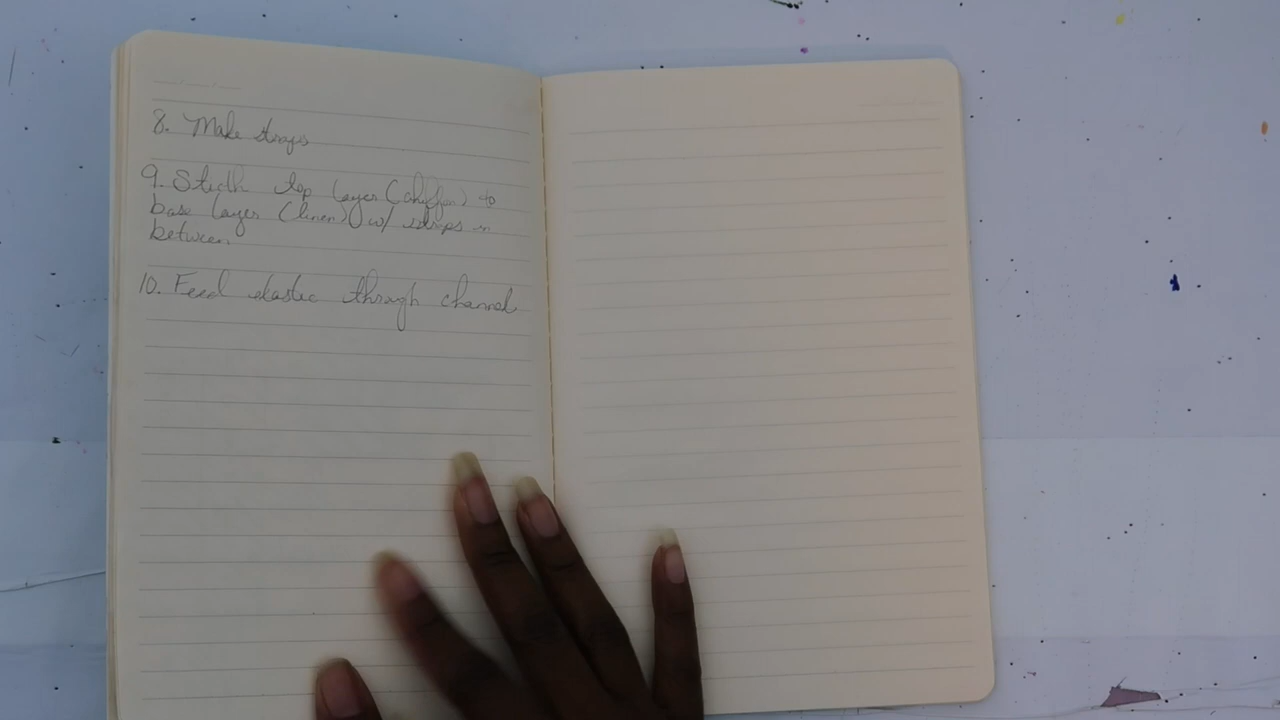 8. Make straps
9. Stitch top layer (chiffon) to
base layer (linen) w/ straps in
between
10. Feed elastic through channels